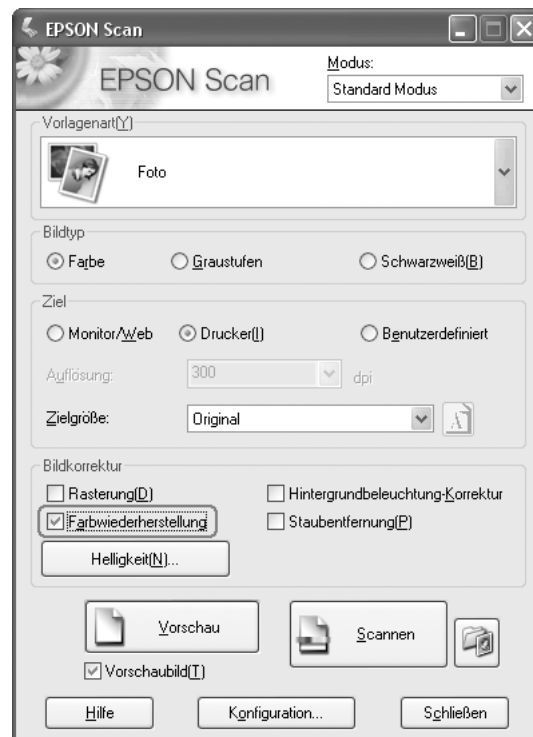 EPSON Scan
EPSON Scan
Modus:
Standard Modus
Vorlagenart(Y)
Foto
Bildtyp
Farbe Graustufen Schwarzweiß(B)
Ziel
Monitor/Web Drucker(I) Benutzerdefiniert
Auflösung: 300 dpi
Zielgröße: Original
Bildkorrektur
Rasterung(D) Hintergrundbeleuchtung-Korrektur
Farbwiederherstellung Staubentfernung(P)
Helligkeit(N)...
Vorschau Scannen
Vorschaubild(T)
Hilfe Konfiguration... Schließen